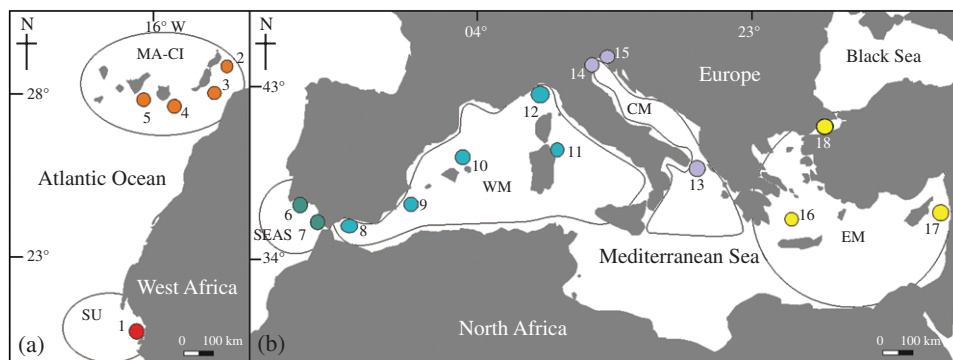 N
16° W
MA-CI
2
3
4
5
28°
Atlantic Ocean
23°
West Africa
SU
1
(a)
100 km
N
04°
23°
Black Sea
Europe
43°
15
14
CM
12
18
10
11
WM
13
6
9
16
SEAS
7
8
EM
17
34°
Mediterranean Sea
North Africa
(b)
100 km